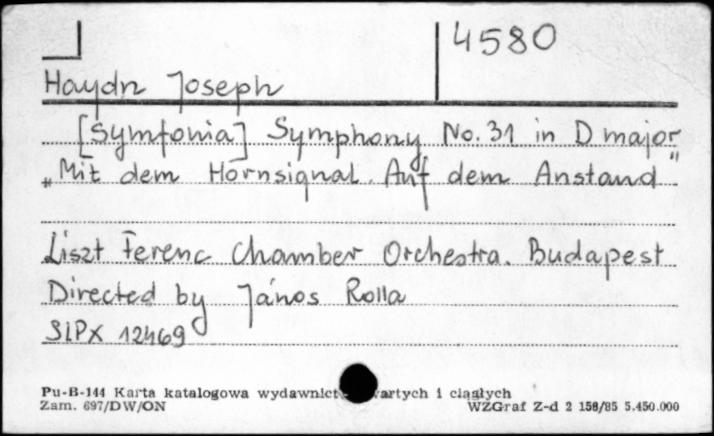 4580
Haydn Joseph
[Symfonia] Symphony No. 31 in D major
„Mit dem Hornsignal. Auf dem Anstand"
Liszt Ferenc Chamber Orchestra. Budapest
Directed by János Rolla
SLPX 12469
Pu-B-144 Karta katalogowa wydawnict artych i ciągłych
Zam. 697/DW/ON WZGraf Z-d 2 158/85 5.450.000